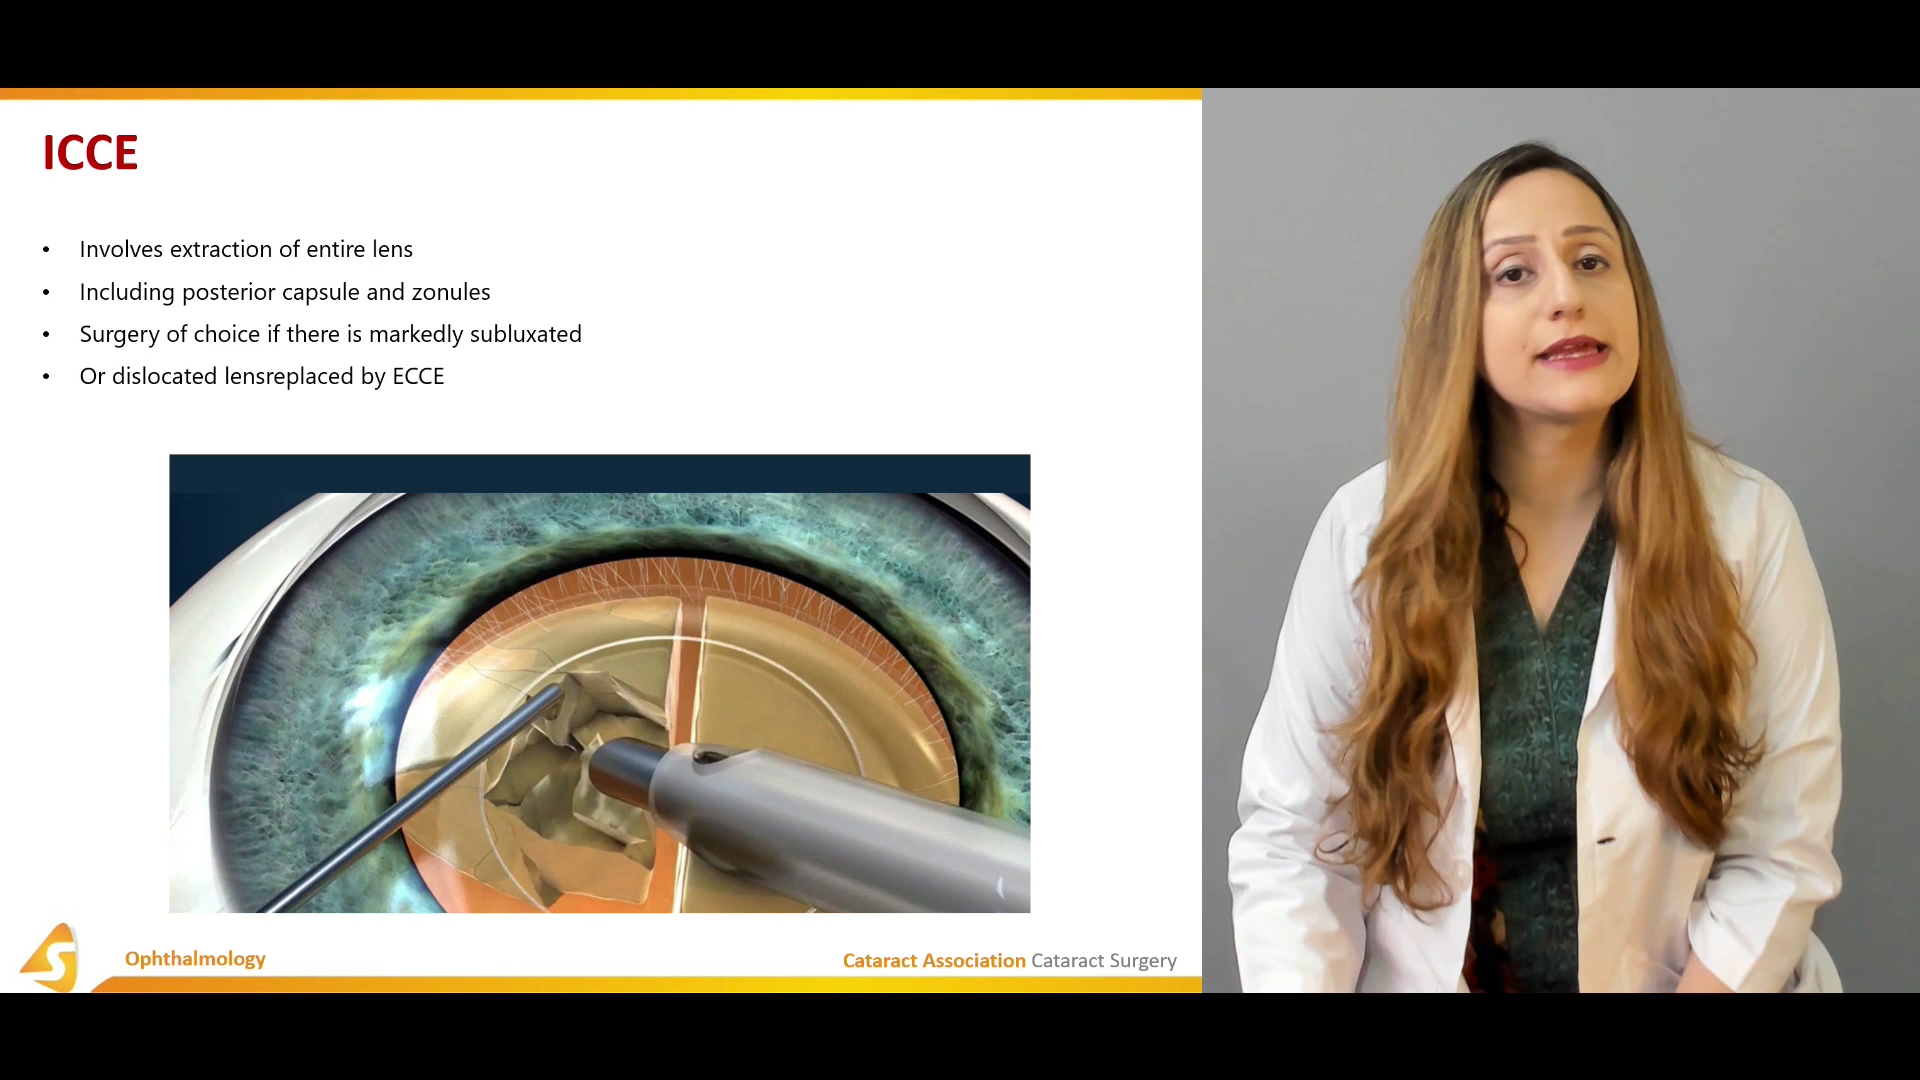 ICCE
• Involves extraction of entire lens
• Including posterior capsule and zonules
• Surgery of choice if there is markedly subluxated
• Or dislocated lensreplaced by ECCE
S
Ophthalmology
Cataract Association Cataract Surgery